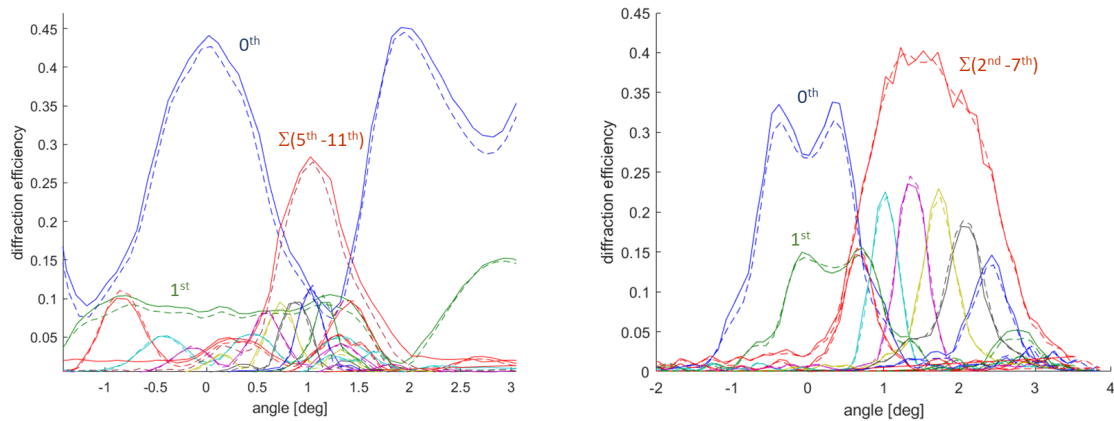 0.45
0.4
0.35
0.3
0.25
0.2
0.15
0.1
0.05
diffraction efficiency
0th
Σ(5th -11th)
1st
-1 -0.5 0 0.5 1 1.5 2 2.5 3
angle [deg]
0.45
0.4
0.35
0.3
0.25
0.2
0.15
0.1
0.05
0
diffraction efficiency
Σ(2nd -7th)
0th
1st
-2 -1 0 1 2 3 4
angle [deg]